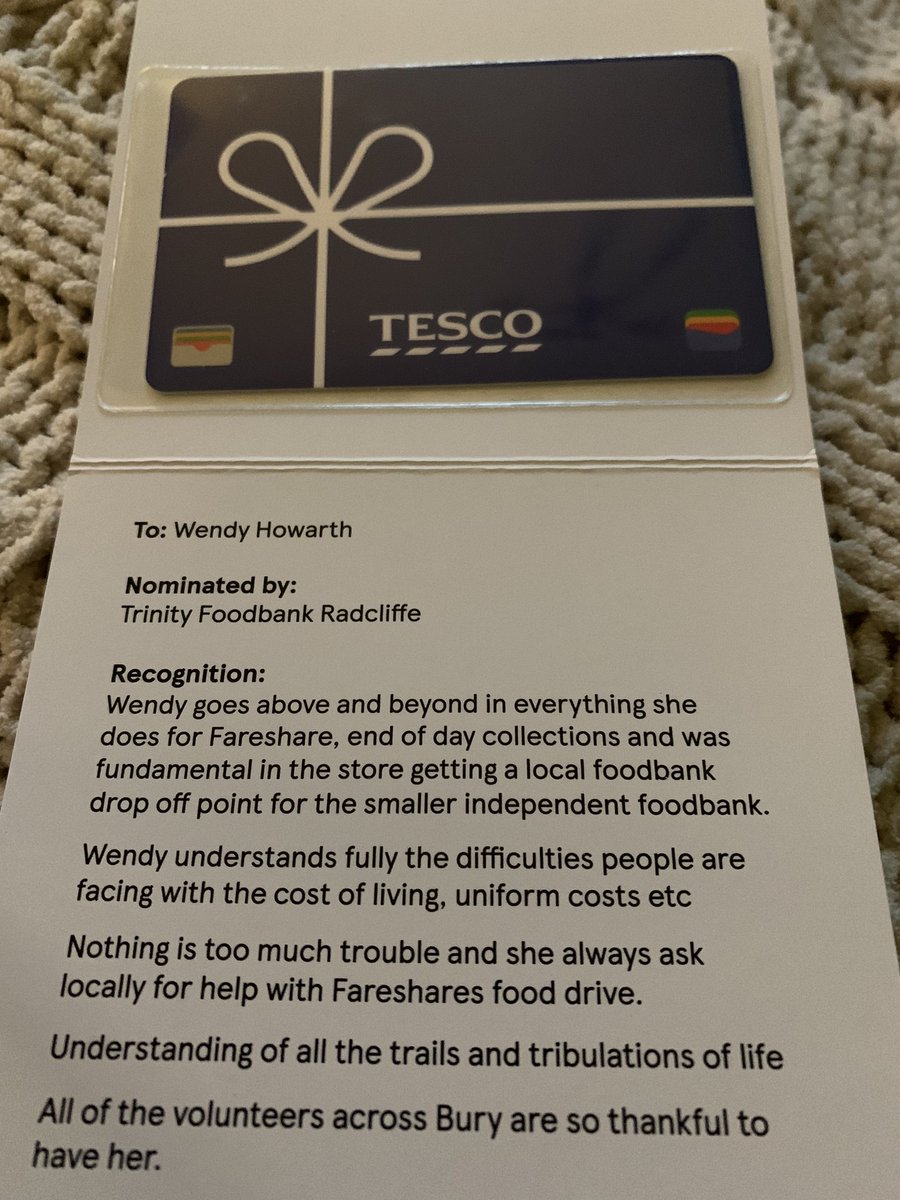 TESCO
To: Wendy Howarth
Nominated by:
Trinity Foodbank Radcliffe
Recognition:
Wendy goes above and beyond in everything she
does for Fareshare, end of day collections and was
fundamental in the store getting a local foodbank
drop off point for the smaller independent foodbank.
Wendy understands fully the difficulties people are
facing with the cost of living, uniform costs etc
Nothing is too much trouble and she always ask
locally for help with Fareshares food drive.
Understanding of all the trails and tribulations of life
All of the volunteers across Bury are so thankful to
have her.